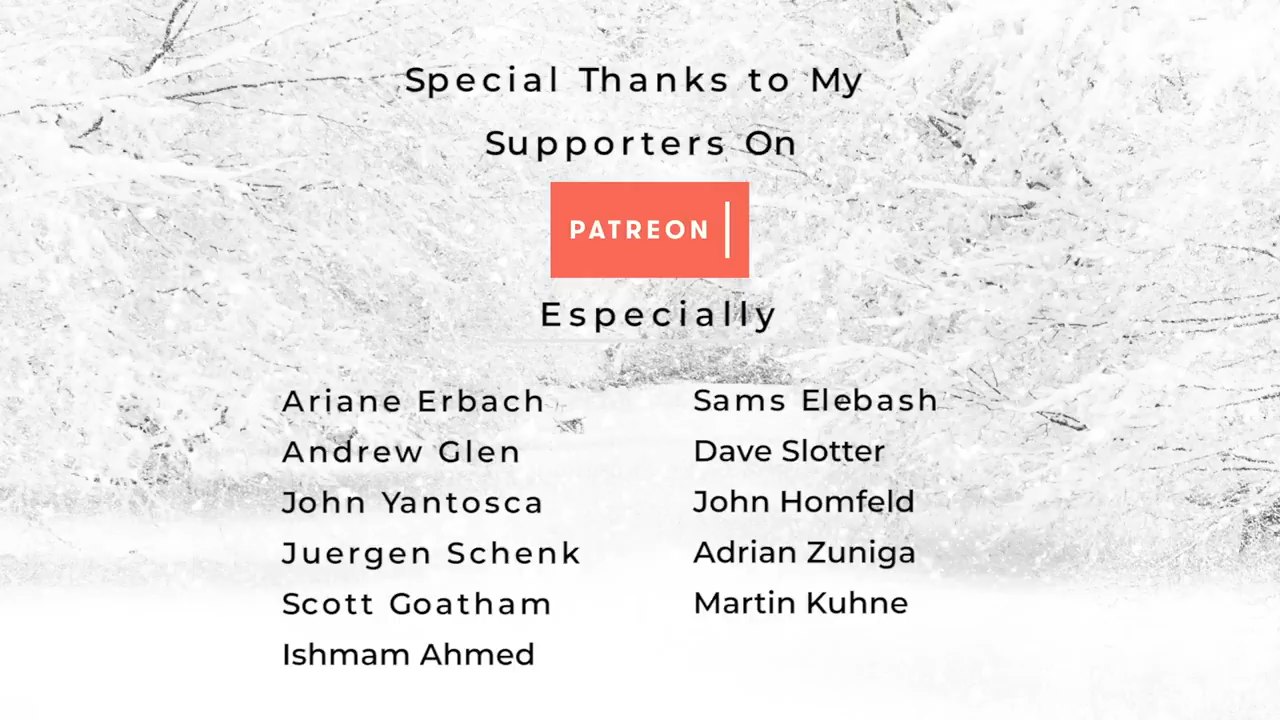 Special Thanks to My
Supporters On
PATREON
Especially
Ariane Erbach
Andrew Glen
John Yantosca
Juergen Schenk
Scott Goatham
Ishmam Ahmed
Sams Elebash
Dave Slotter
John Homfeld
Adrian Zuniga
Martin Kuhne